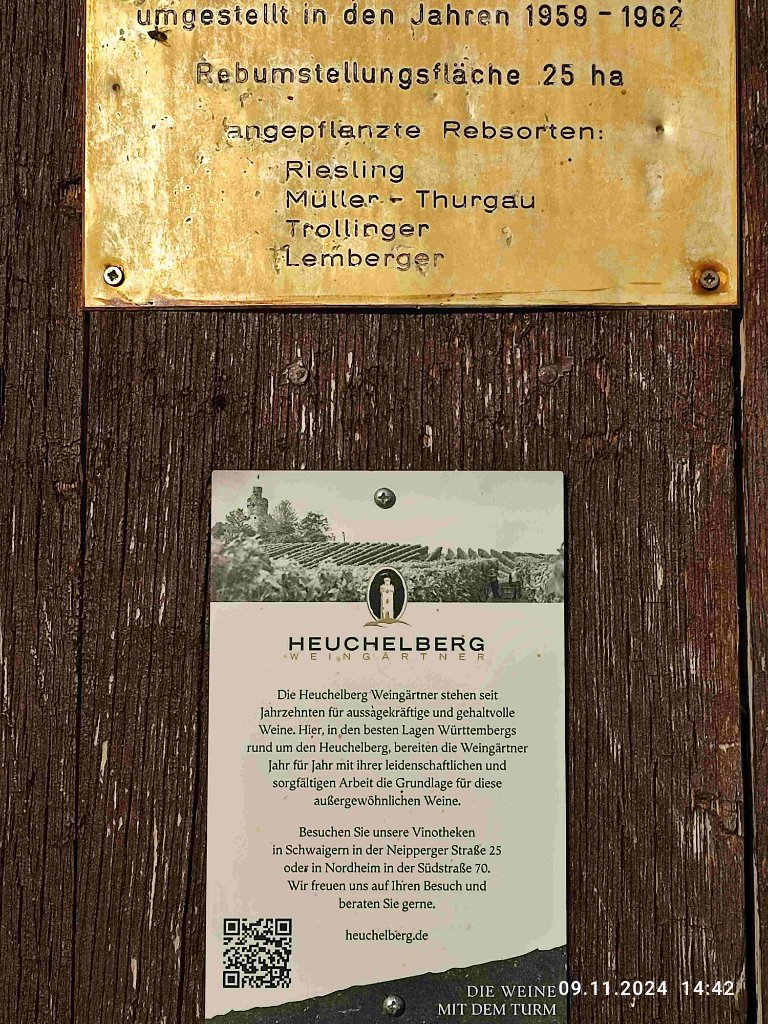 umgestellt in den Jahren 1959 - 1962
Rebumstellungsfläche 25 ha
angepflanzte Rebsorten:
Riesling
Müller - Thurgau
Trollinger
Lemberger
HEUCHELBERG
WEINGÄRTNER
Die Heuchelberg Weingärtner stehen seit
Jahrzehnten für aussagekräftige und gehaltvolle
Weine. Hier, in den besten Lagen Württembergs
rund um den Heuchelberg, bereiten die Weingärtner
Jahr für Jahr mit ihrer leidenschaftlichen und
sorgfältigen Arbeit die Grundlage für diese
außergewöhnlichen Weine.
Besuchen Sie unsere Vinotheken
in Schwaigern in der Neipperger Straße 25
oder in Nordheim in der Südstraße 70.
Wir freuen uns auf Ihren Besuch und
beraten Sie gerne.
heuchelberg.de
DIE WEINE
MIT DEM TURM
09.11.2024 14:42